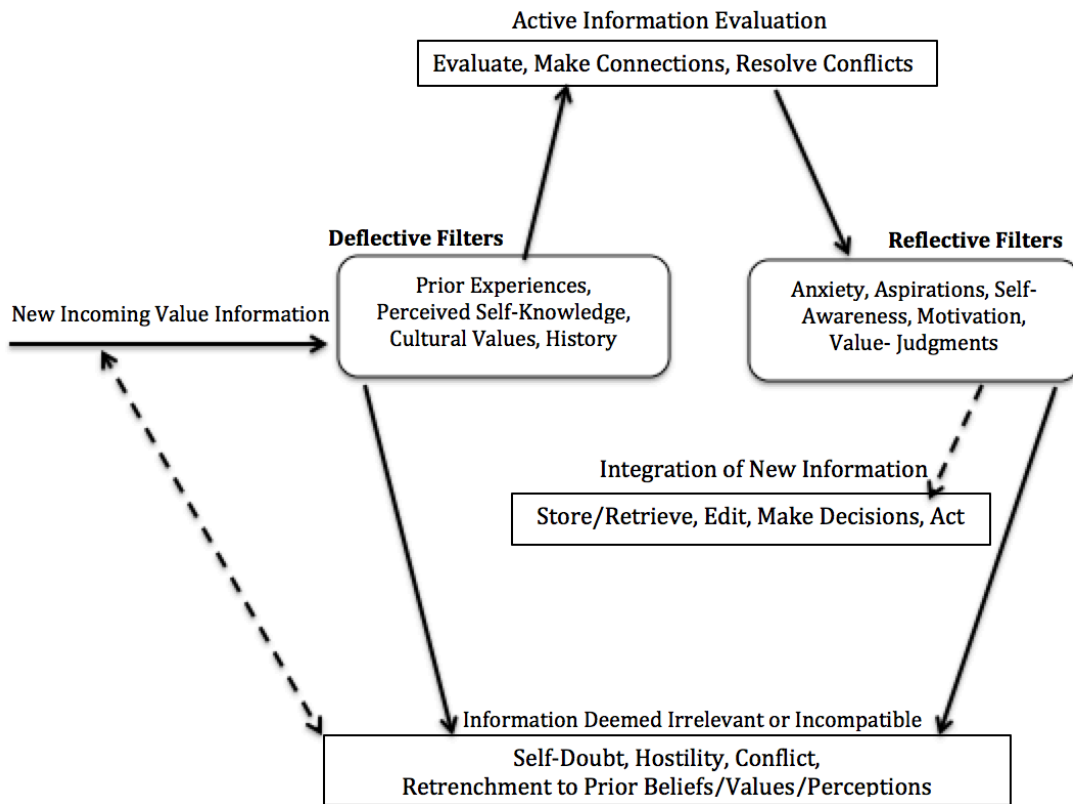 Active Information Evaluation
Evaluate, Make Connections, Resolve Conflicts
Deflective Filters
Reflective Filters
Prior Experiences,
Perceived Self-Knowledge,
Cultural Values, History
Anxiety, Aspirations, Self-
Awareness, Motivation,
Value- Judgments
New Incoming Value Information
Integration of New Information
Store/Retrieve, Edit, Make Decisions, Act
Information Deemed Irrelevant or Incompatible
Self-Doubt, Hostility, Conflict,
Retrenchment to Prior Beliefs/Values/Perceptions